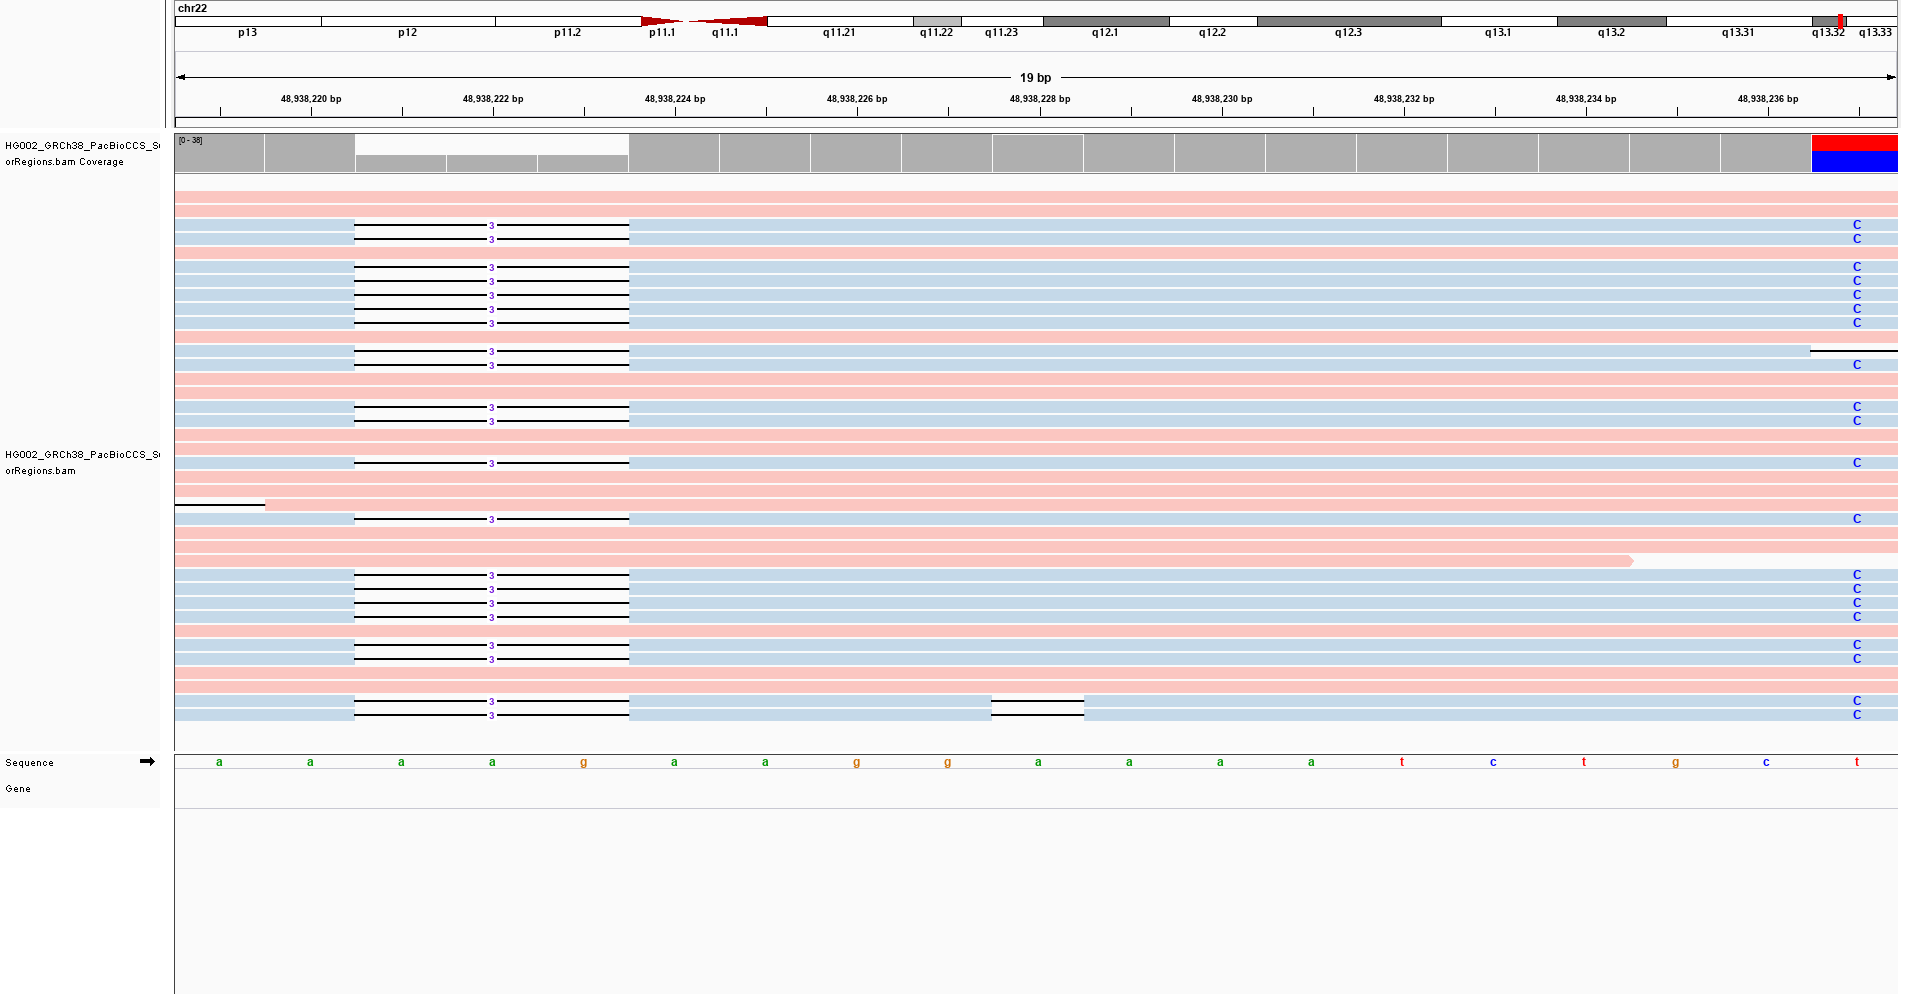 chr22
p13 p12 p11.2 p11.1 q11.1 q11.21 q11.22 q11.23 q12.1 q12.2 q12.3 q13.1 q13.2 q13.31 q13.32 q13.33
19 bp
48,938,220 bp 48,938,222 bp 48,938,224 bp 48,938,226 bp 48,938,228 bp 48,938,230 bp 48,938,232 bp 48,938,234 bp 48,938,236 bp
HG002_GRCh38_PacBioCCS_S
orRegions.bam Coverage
[0 - 38]
3 C
3 C
3 C
3 C
3 C
3 C
3 C
3
3 C
3 C
3 C
HG002_GRCh38_PacBioCCS_S
3 C
orRegions.bam
3 C
3 C
3 C
3 C
3 C
3 C
3 C
3 C
3 C
Sequence a a a a g a a g g a a a a t c t g c t
Gene